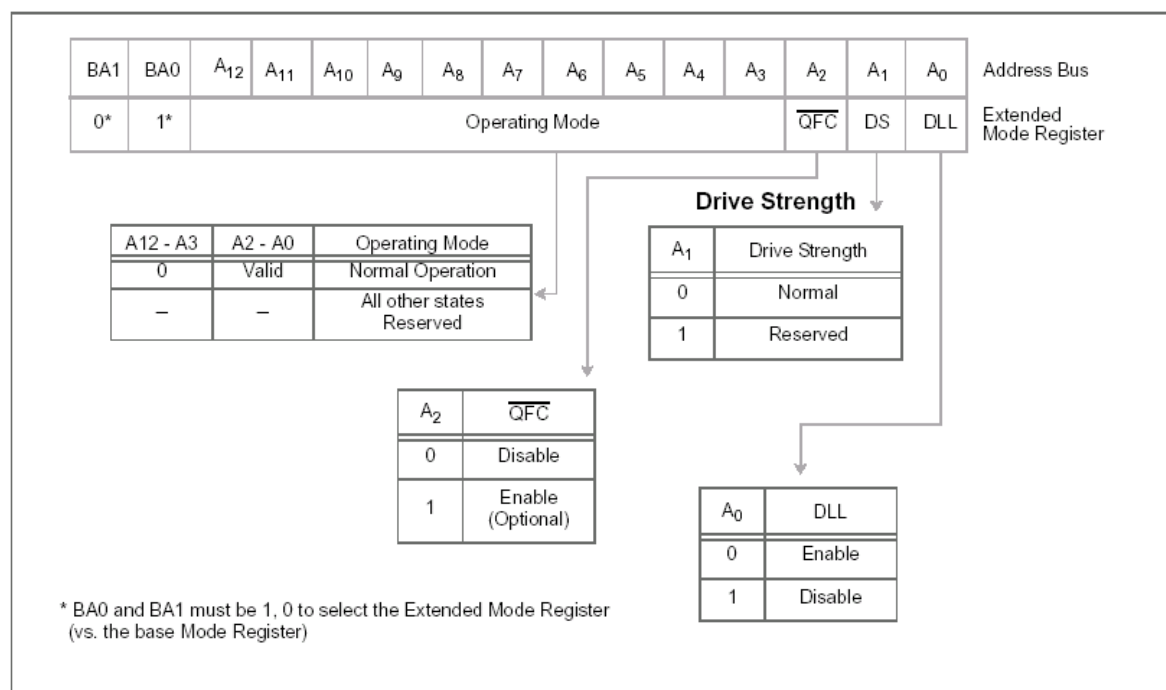 BA1 BA0 A12 A11 A10 A9 A8 A7 A6 A5 A4 A3 A2 A1 A0 Address Bus
0* 1* Operating Mode QFC DS DLL Extended
Mode Register
Drive Strength
A12 - A3 A2 - A0 Operating Mode
0 Valid Normal Operation
– – All other states
Reserved
A1 Drive Strength
0 Normal
1 Reserved
A2 QFC
0 Disable
1 Enable
(Optional)
A0 DLL
0 Enable
1 Disable
* BA0 and BA1 must be 1, 0 to select the Extended Mode Register
(vs. the base Mode Register)